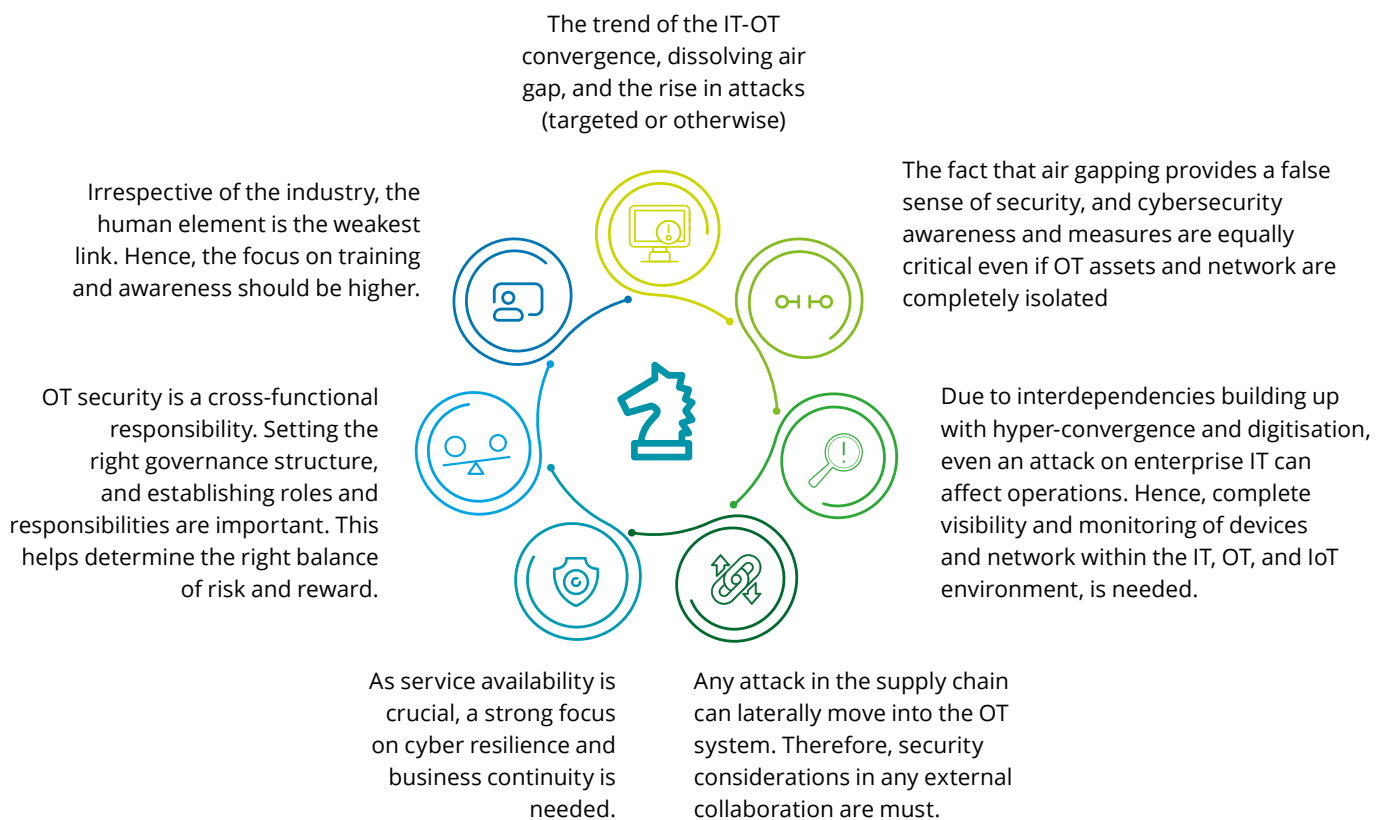 The trend of the IT-OT
convergence, dissolving air
gap, and the rise in attacks
(targeted or otherwise)
The fact that air gapping provides a false
sense of security, and cybersecurity
awareness and measures are equally
critical even if OT assets and network are
completely isolated
Due to interdependencies building up
with hyper-convergence and digitisation,
even an attack on enterprise IT can
affect operations. Hence, complete
visibility and monitoring of devices
and network within the IT, OT, and IoT
environment, is needed.
Any attack in the supply chain
can laterally move into the OT
system. Therefore, security
considerations in any external
collaboration are must.
As service availability is
crucial, a strong focus
on cyber resilience and
business continuity is
needed.
OT security is a cross-functional
responsibility. Setting the
right governance structure,
and establishing roles and
responsibilities are important. This
helps determine the right balance
of risk and reward.
Irrespective of the industry, the
human element is the weakest
link. Hence, the focus on training
and awareness should be higher.